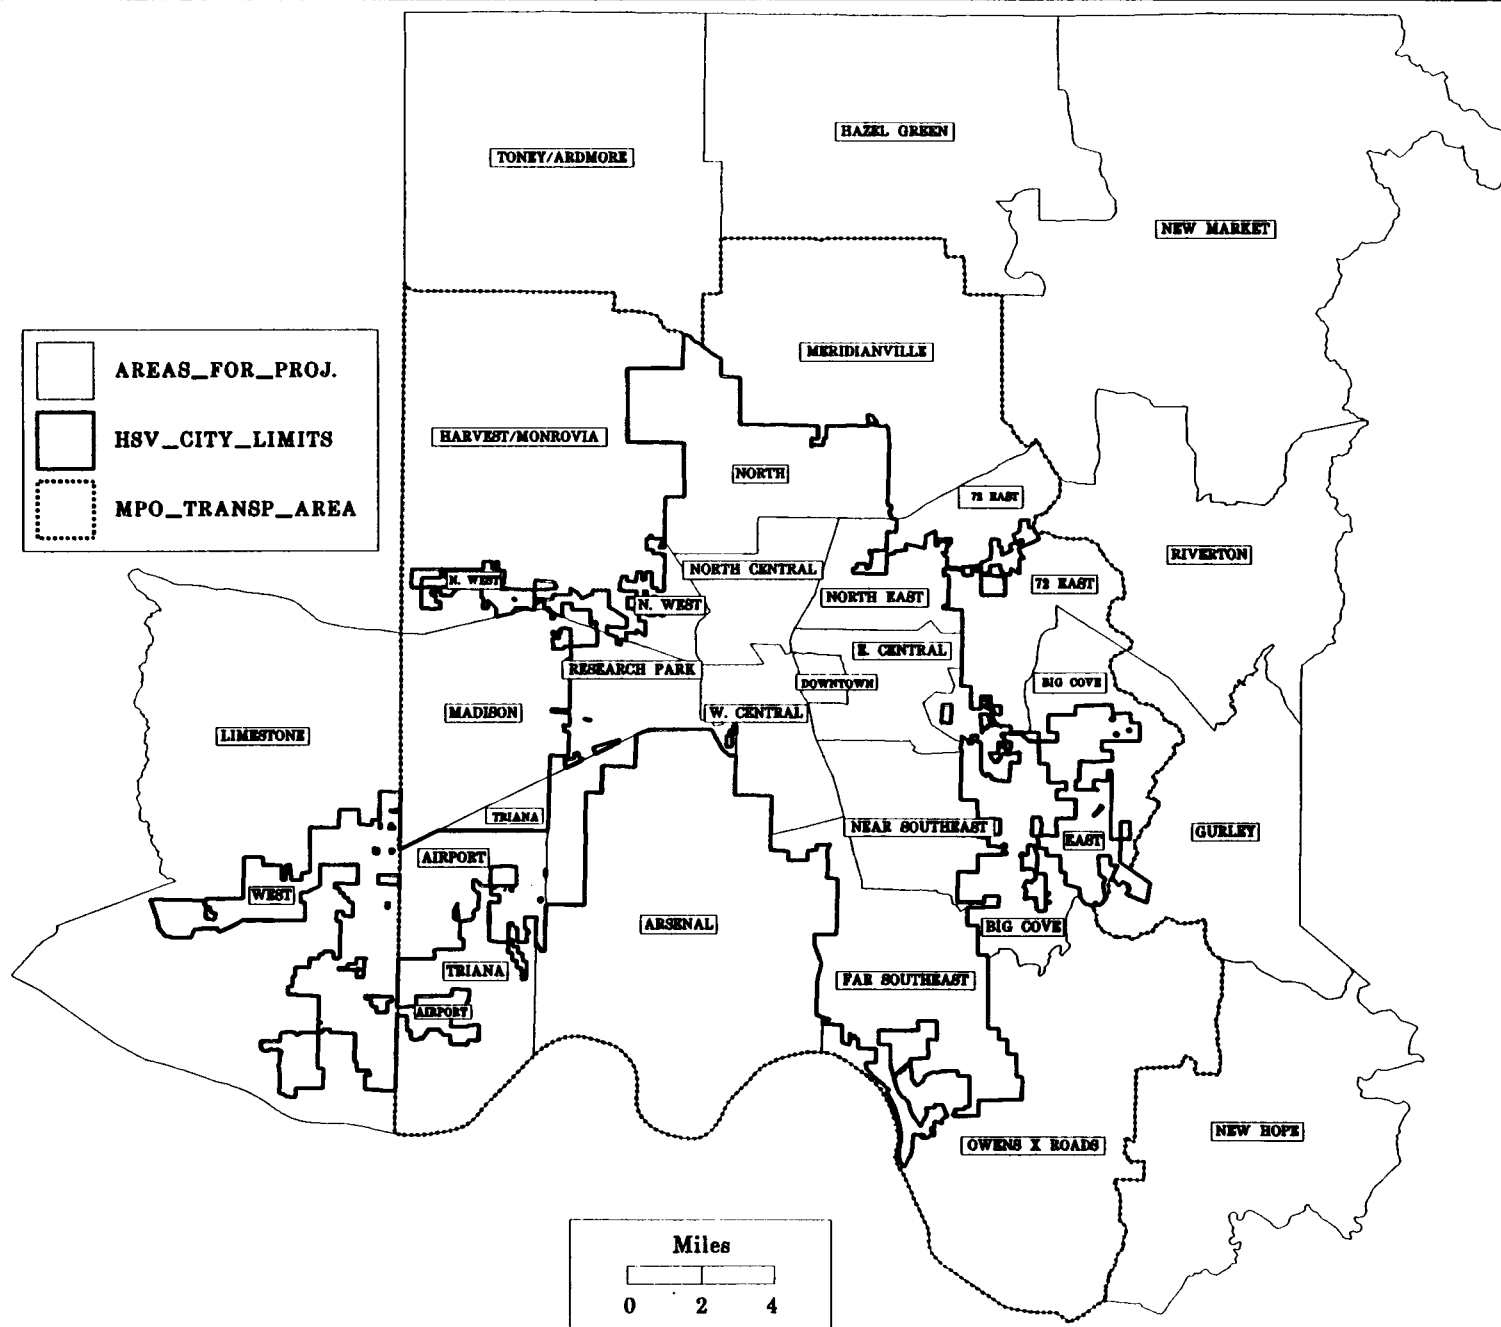 HAZEL GREEN
TONEY/ARDMORE
NEW MARKET
MERIDIANVILLE
AREAS_FOR_PROJ.
HSV_CITY_LIMITS
MPO_TRANSP_AREA
HARVEST/MONROVIA
NORTH
72 EAST
RIVERTON
NORTH CENTRAL
N. WEST
72 EAST
NORTH EAST
N. WEST
E. CENTRAL
RESEARCH PARK
DOWNTOWN
BIG COVE
MADISON
W. CENTRAL
LIMESTONE
TRIANA
NEAR SOUTHEAST
GURLEY
EAST
AIRPORT
WEST
ARSENAL
BIG COVE
TRIANA
FAR SOUTHEAST
AIRPORT
NEW HOPE
OWENS X ROADS
Miles
0 2 4